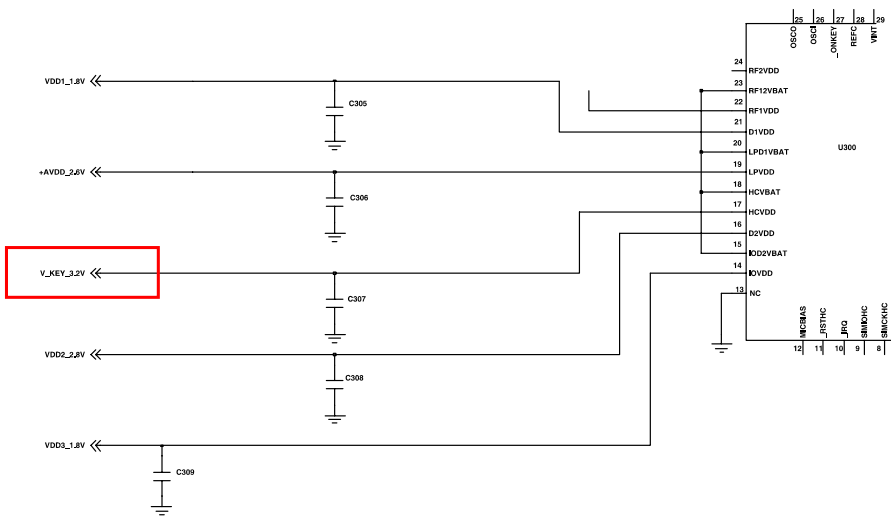 25
26
27
28
29
OSCO
OSCI
_ONKEY
REFC
VINT
24
RF2VDD
VDD1_1.8V
23
RF12VBAT
C305
22
RF1VDD
21
D1VDD
20
LPD1VBAT
U300
+AVDD_2.6V
19
LPVDD
C306
18
HCVBAT
17
HCVDD
16
D2VDD
15
IOD2VBAT
V_KEY_3.2V
14
IOVDD
13
NC
C307
MICBIAS
_RSTHC
_IRQ
SIMIOHC
SIMCKHC
12
11
10
9
8
VDD2_2.8V
C308
VDD3_1.8V
C309